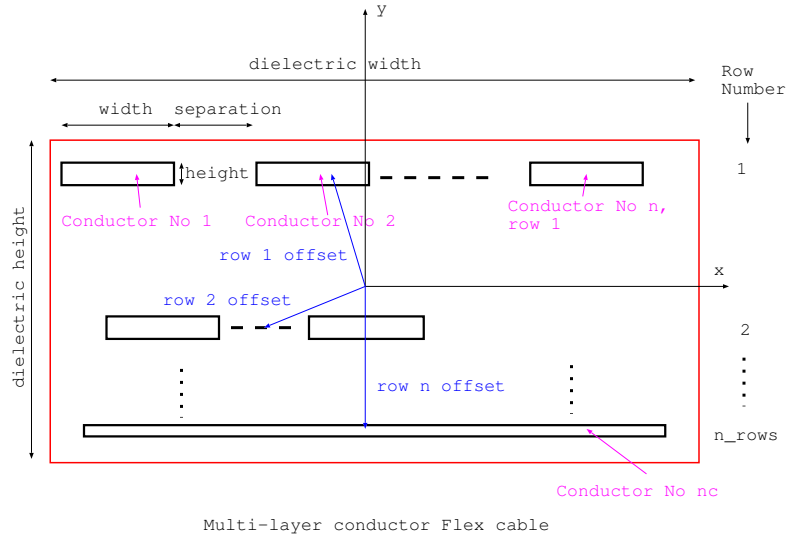 y
dielectric width
Row
Number
width
separation
height
1
Conductor No 1
Conductor No 2
Conductor No n,
row 1
row 1 offset
x
dielectric height
row 2 offset
2
row n offset
n_rows
Conductor No nc
Multi-layer conductor Flex cable